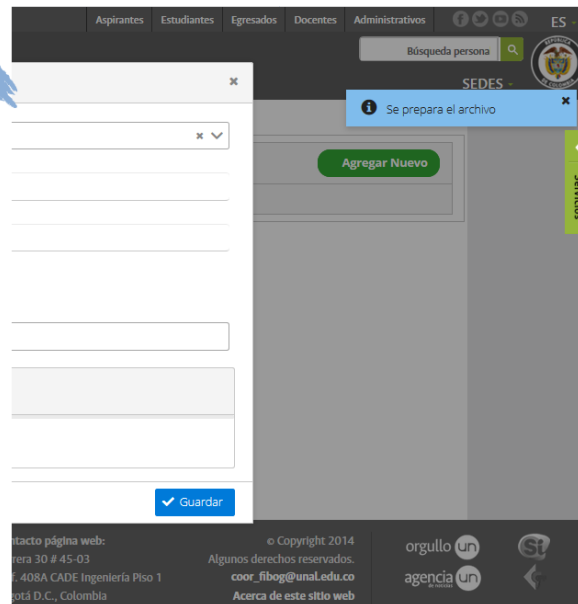 Aspirantes Estudiantes Egresados Docentes Administrativos ES
Búsqueda persona
SEDES
Se prepara el archivo
Agregar Nuevo
Guardar
ntacto página web:
rrera 30 # 45-03
f. 408A CADE Ingeniería Piso 1
gotá D.C., Colombia
© Copyright 2014
Algunos derechos reservados.
coor_fibog@unal.edu.co
Acerca de este sitio web
orgullo un
agencia un
de noticias